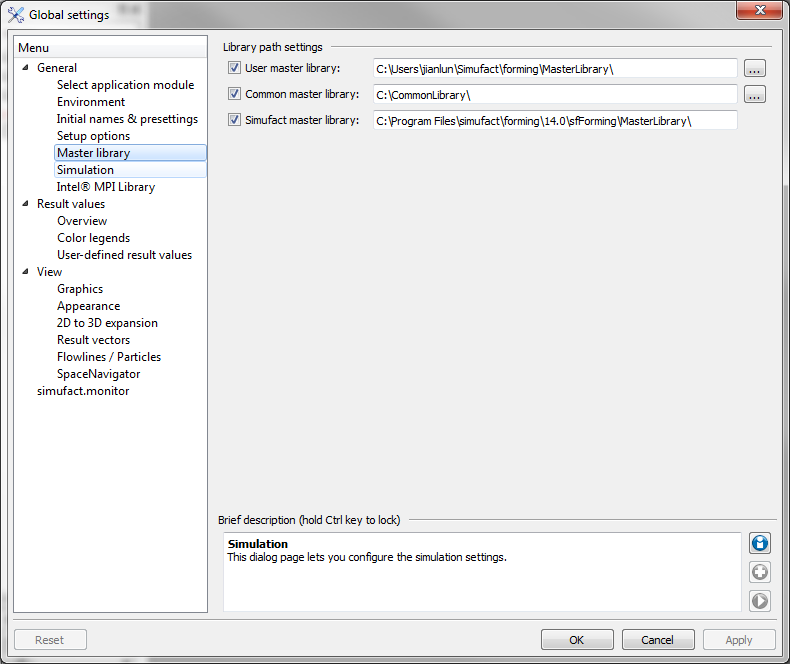 Global settings
Menu
General
Select application module
Environment
Initial names & presettings
Setup options
Master library
Simulation
Intel® MPI Library
Result values
Overview
Color legends
User-defined result values
View
Graphics
Appearance
2D to 3D expansion
Result vectors
Flowlines / Particles
SpaceNavigator
simufact.monitor
Library path settings
User master library: C:\Users\jianlun\Simufact\forming\MasterLibrary\ ...
Common master library: C:\CommonLibrary\ ...
Simufact master library: C:\Program Files\simufact\forming\14.0\sfForming\MasterLibrary\
Brief description (hold Ctrl key to lock)
Simulation
This dialog page lets you configure the simulation settings.
Reset OK Cancel Apply